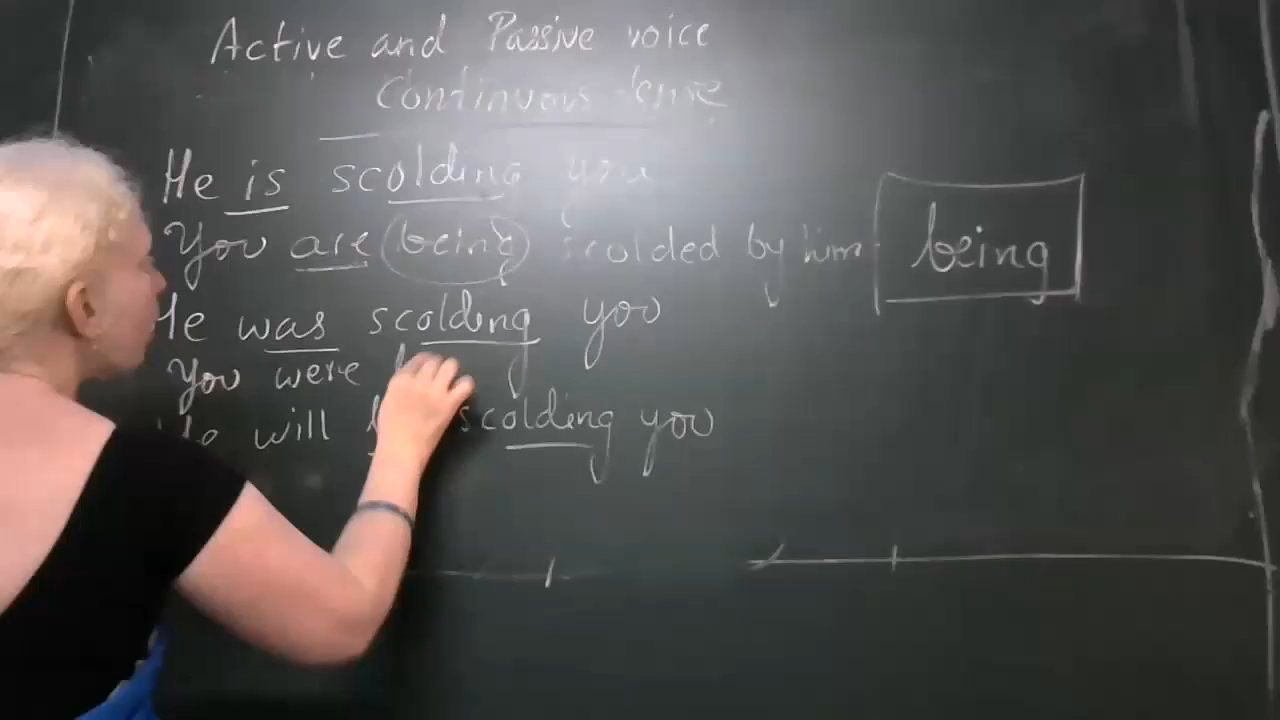 Active and Passive voice
Continuous tense
He is scolding you
You are being scolded by him being
He was scolding you
You were
He will scolding you